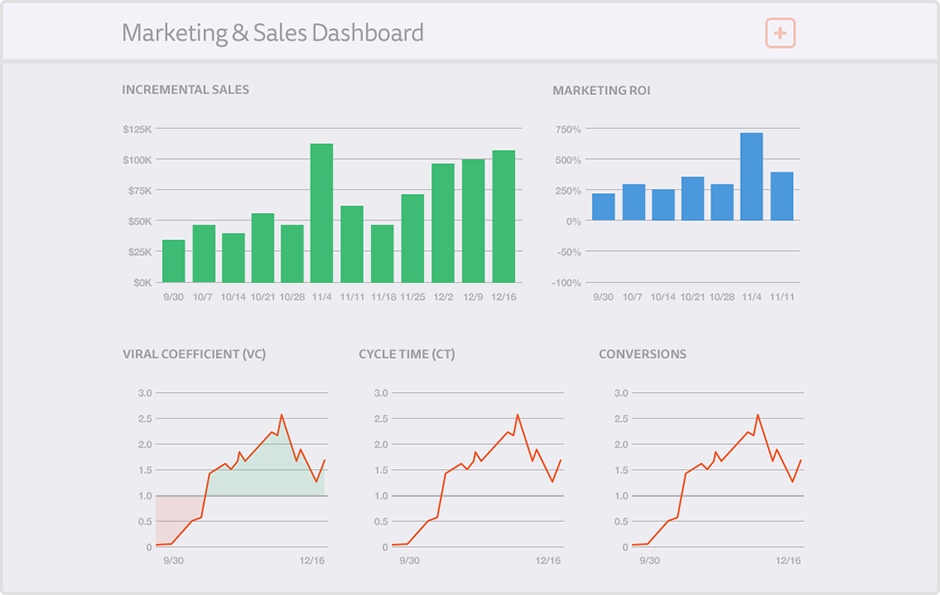 Marketing & Sales Dashboard
INCREMENTAL SALES
$125K
$100K
$75K
$50K
$25K
$0K
9/30 10/7 10/14 10/21 10/28 11/4 11/11 11/18 11/25 12/2 12/9 12/16
MARKETING ROI
750%
500%
250%
0%
-50%
-100%
9/30 10/7 10/14 10/21 10/28 11/4 11/11
VIRAL COEFFICIENT (VC)
3.0
2.5
2.0
1.5
1.0
0.5
0
9/30 12/16
CYCLE TIME (CT)
3.0
2.5
2.0
1.5
1.0
0.5
0
9/30 12/16
CONVERSIONS
3.0
2.5
2.0
1.5
1.0
0.5
0
9/30 12/16